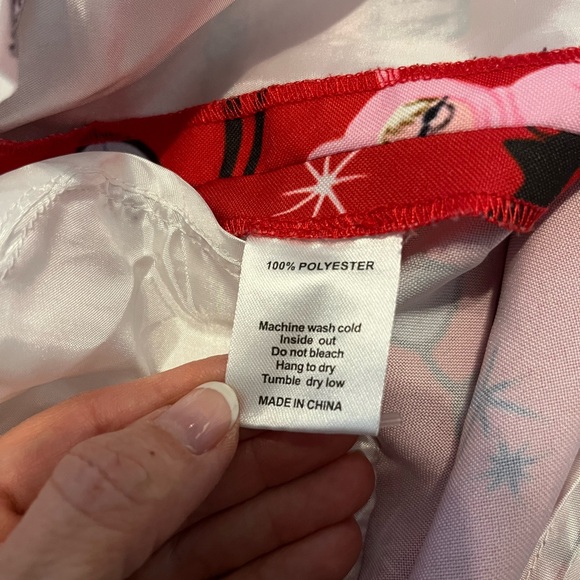 100% POLYESTER
Machine wash cold
Inside out
Do not bleach
Hang to dry
Tumble dry low
MADE IN CHINA